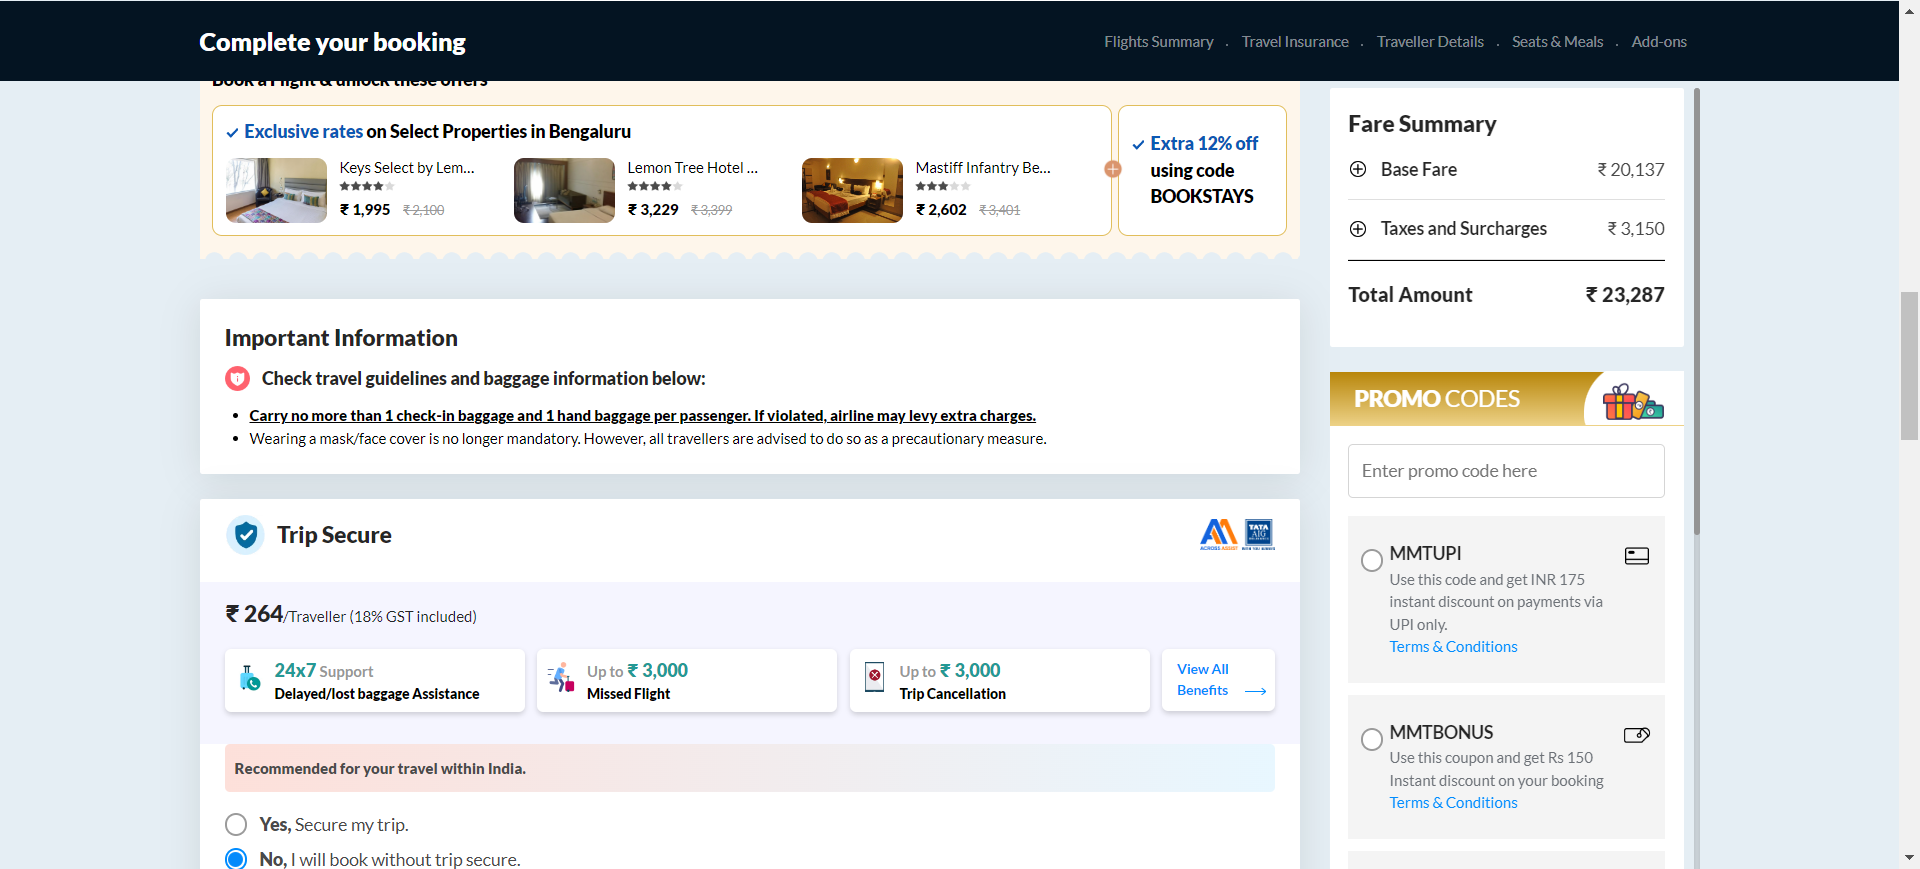 Complete your booking
Flights Summary . Travel Insurance . Traveller Details . Seats & Meals . Add-ons
Book a Flight & unlock these offers
Exclusive rates on Select Properties in Bengaluru
Keys Select by Lem...
₹ 1,995 ₹ 2,100
Lemon Tree Hotel ...
₹ 3,229 ₹ 3,399
Mastiff Infantry Be...
₹ 2,602 ₹ 3,401
Extra 12% off
using code
BOOKSTAYS
Important Information
Check travel guidelines and baggage information below:
• Carry no more than 1 check-in baggage and 1 hand baggage per passenger. If violated, airline may levy extra charges.
• Wearing a mask/face cover is no longer mandatory. However, all travellers are advised to do so as a precautionary measure.
Trip Secure
ACROSS ASSIST
TATA
AIG
₹ 264/Traveller (18% GST included)
24x7 Support
Delayed/lost baggage Assistance
Up to ₹ 3,000
Missed Flight
Up to ₹ 3,000
Trip Cancellation
View All
Benefits
Recommended for your travel within India.
Yes, Secure my trip.
No, I will book without trip secure.
Fare Summary
Base Fare ₹ 20,137
Taxes and Surcharges ₹ 3,150
Total Amount ₹ 23,287
PROMO CODES
Enter promo code here
MMTUPI
Use this code and get INR 175
instant discount on payments via
UPI only.
Terms & Conditions
MMTBONUS
Use this coupon and get Rs 150
Instant discount on your booking
Terms & Conditions